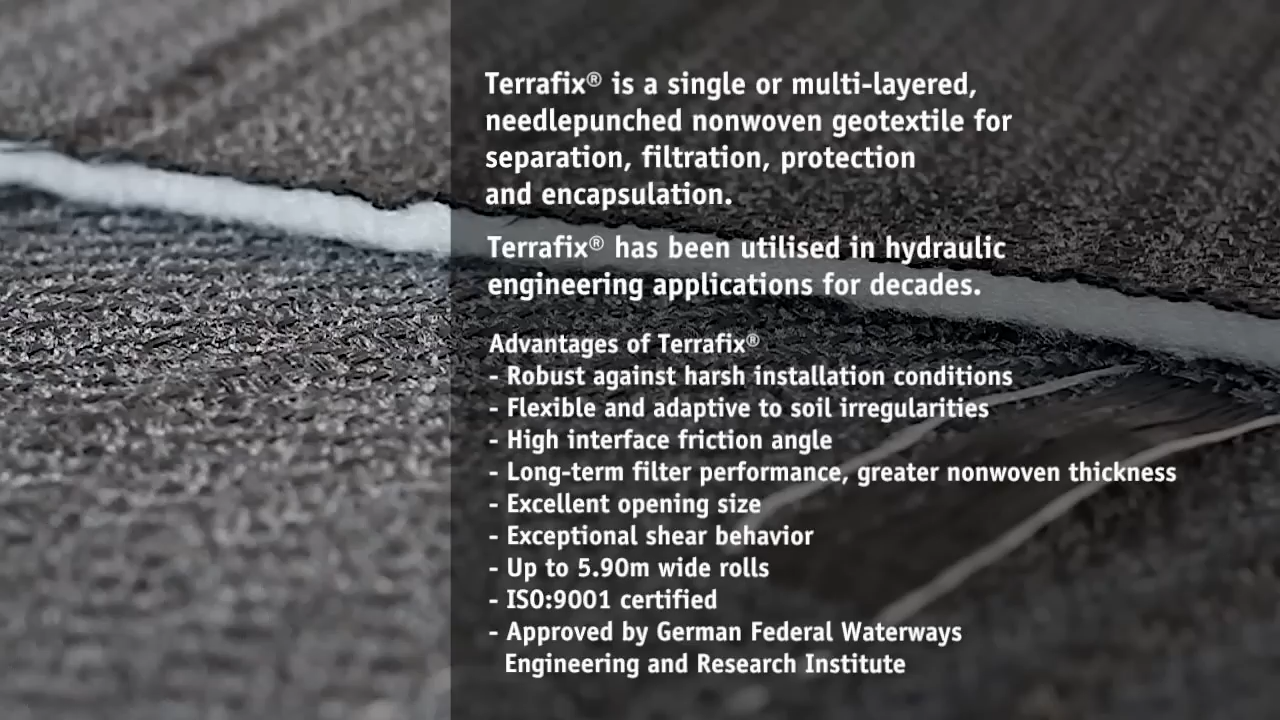 Terrafix® is a single or multi-layered,
needlepunched nonwoven geotextile for
separation, filtration, protection
and encapsulation.
Terrafix® has been utilised in hydraulic
engineering applications for decades.
Advantages of Terrafix®
- Robust against harsh installation conditions
- Flexible and adaptive to soil irregularities
- High interface friction angle
- Long-term filter performance, greater nonwoven thickness
- Excellent opening size
- Exceptional shear behavior
- Up to 5.90m wide rolls
- ISO:9001 certified
- Approved by German Federal Waterways
Engineering and Research Institute